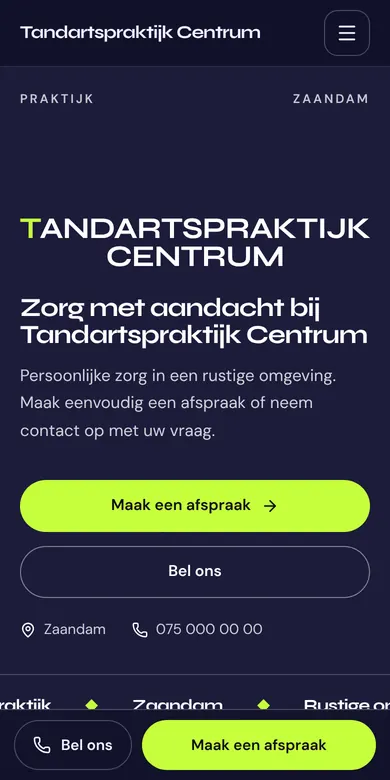 Tandartspraktijk Centrum
PRAKTIJK
ZAANDAM
TANDARTSPRAKTIJK
CENTRUM
Zorg met aandacht bij
Tandartspraktijk Centrum
Persoonlijke zorg in een rustige omgeving.
Maak eenvoudig een afspraak of neem
contact op met uw vraag.
Maak een afspraak
Bel ons
Zaandam
075 000 00 00
raktijk
Zaandam
Rustige
Bel ons
Maak een afspraak